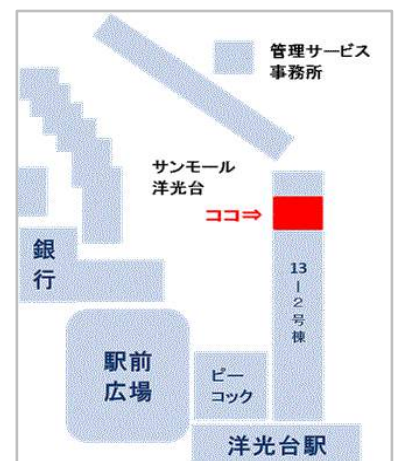 管理サービス
事務所
サンモール
洋光台
ココ⇒
銀
行
13
|
2
号
棟
駅前
広場
ピー
コック
洋光台駅